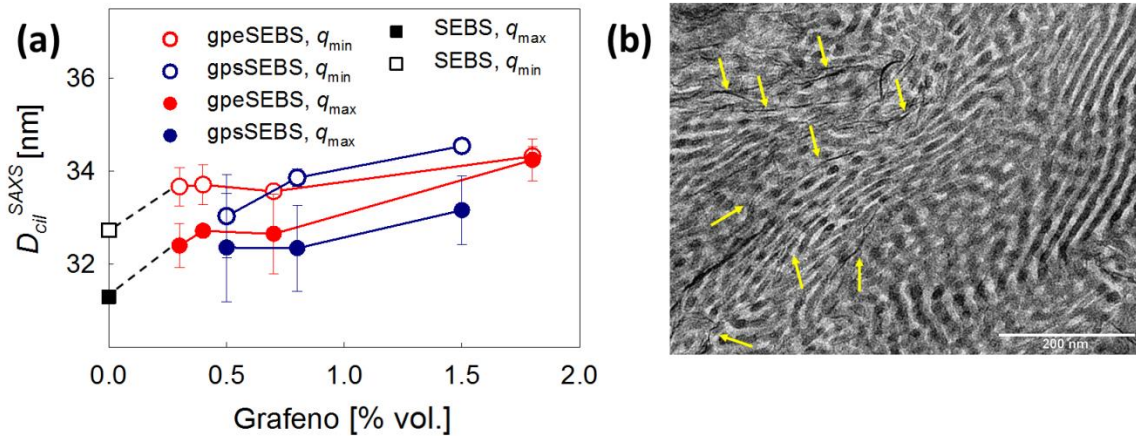 (a)
gpeSEBS, qmin
gpsSEBS, qmin
gpeSEBS, qmax
gpsSEBS, qmax
SEBS, qmax
SEBS, qmin
36
34
32
DcilSAXS [nm]
0.0 0.5 1.0 1.5 2.0
Grafeno [% vol.]
(b)
200 nm